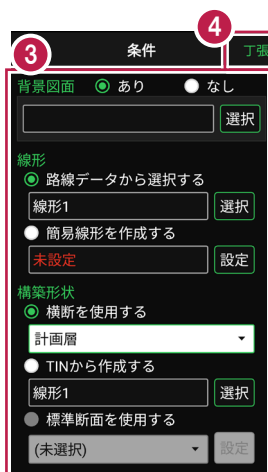 4
3
条件
丁張
背景図面 あり なし
選択
線形
路線データから選択する
線形1 選択
簡易線形を作成する
未設定 設定
構築形状
横断を使用する
計画層
TINから作成する
線形1 選択
標準断面を使用する
(未選択) 設定